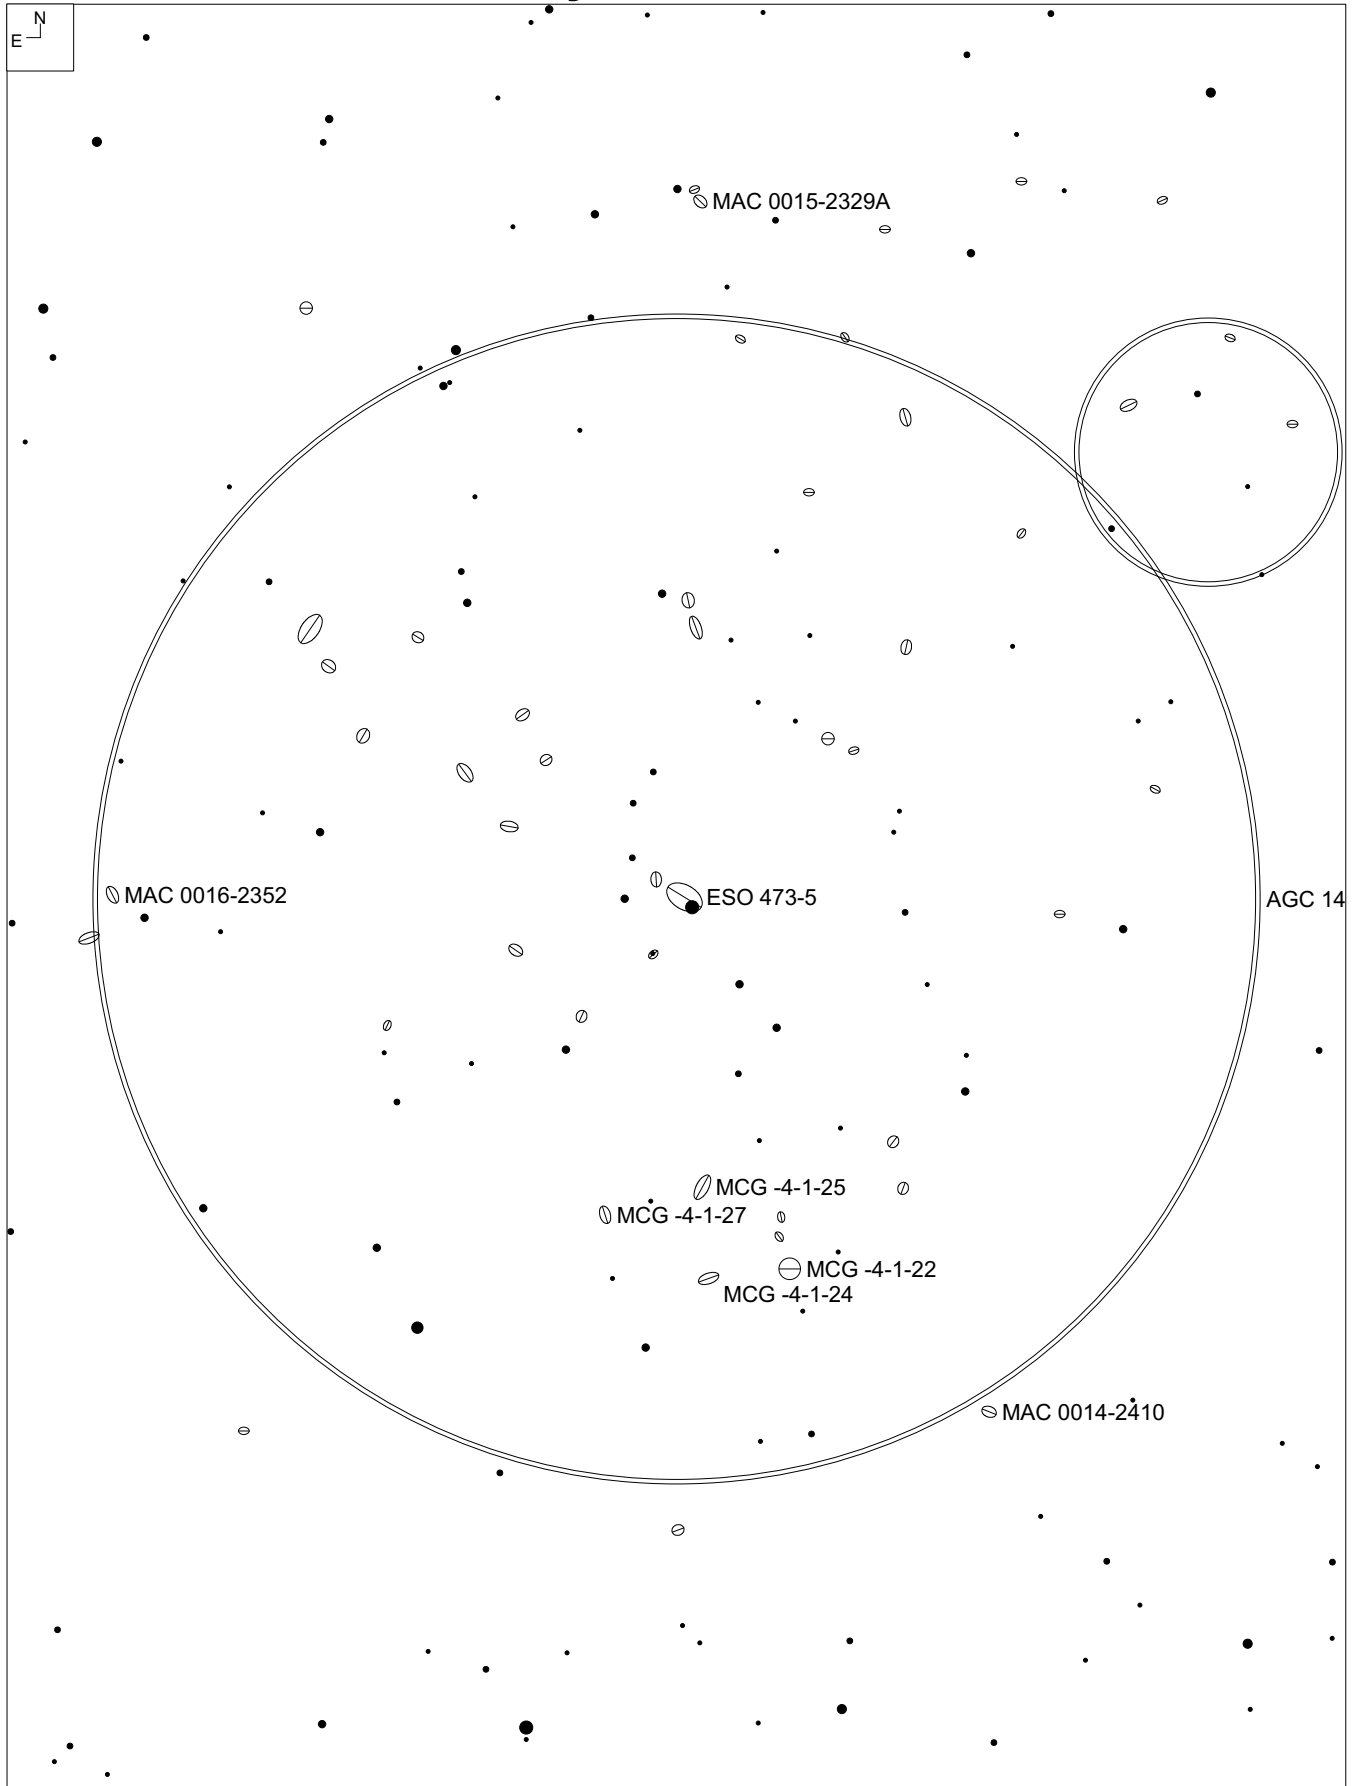 N
E
MAC 0015-2329A
MAC 0016-2352
ESO 473-5
AGC 14
MCG -4-1-25
MCG -4-1-27
MCG -4-1-22
MCG -4-1-24
MAC 0014-2410